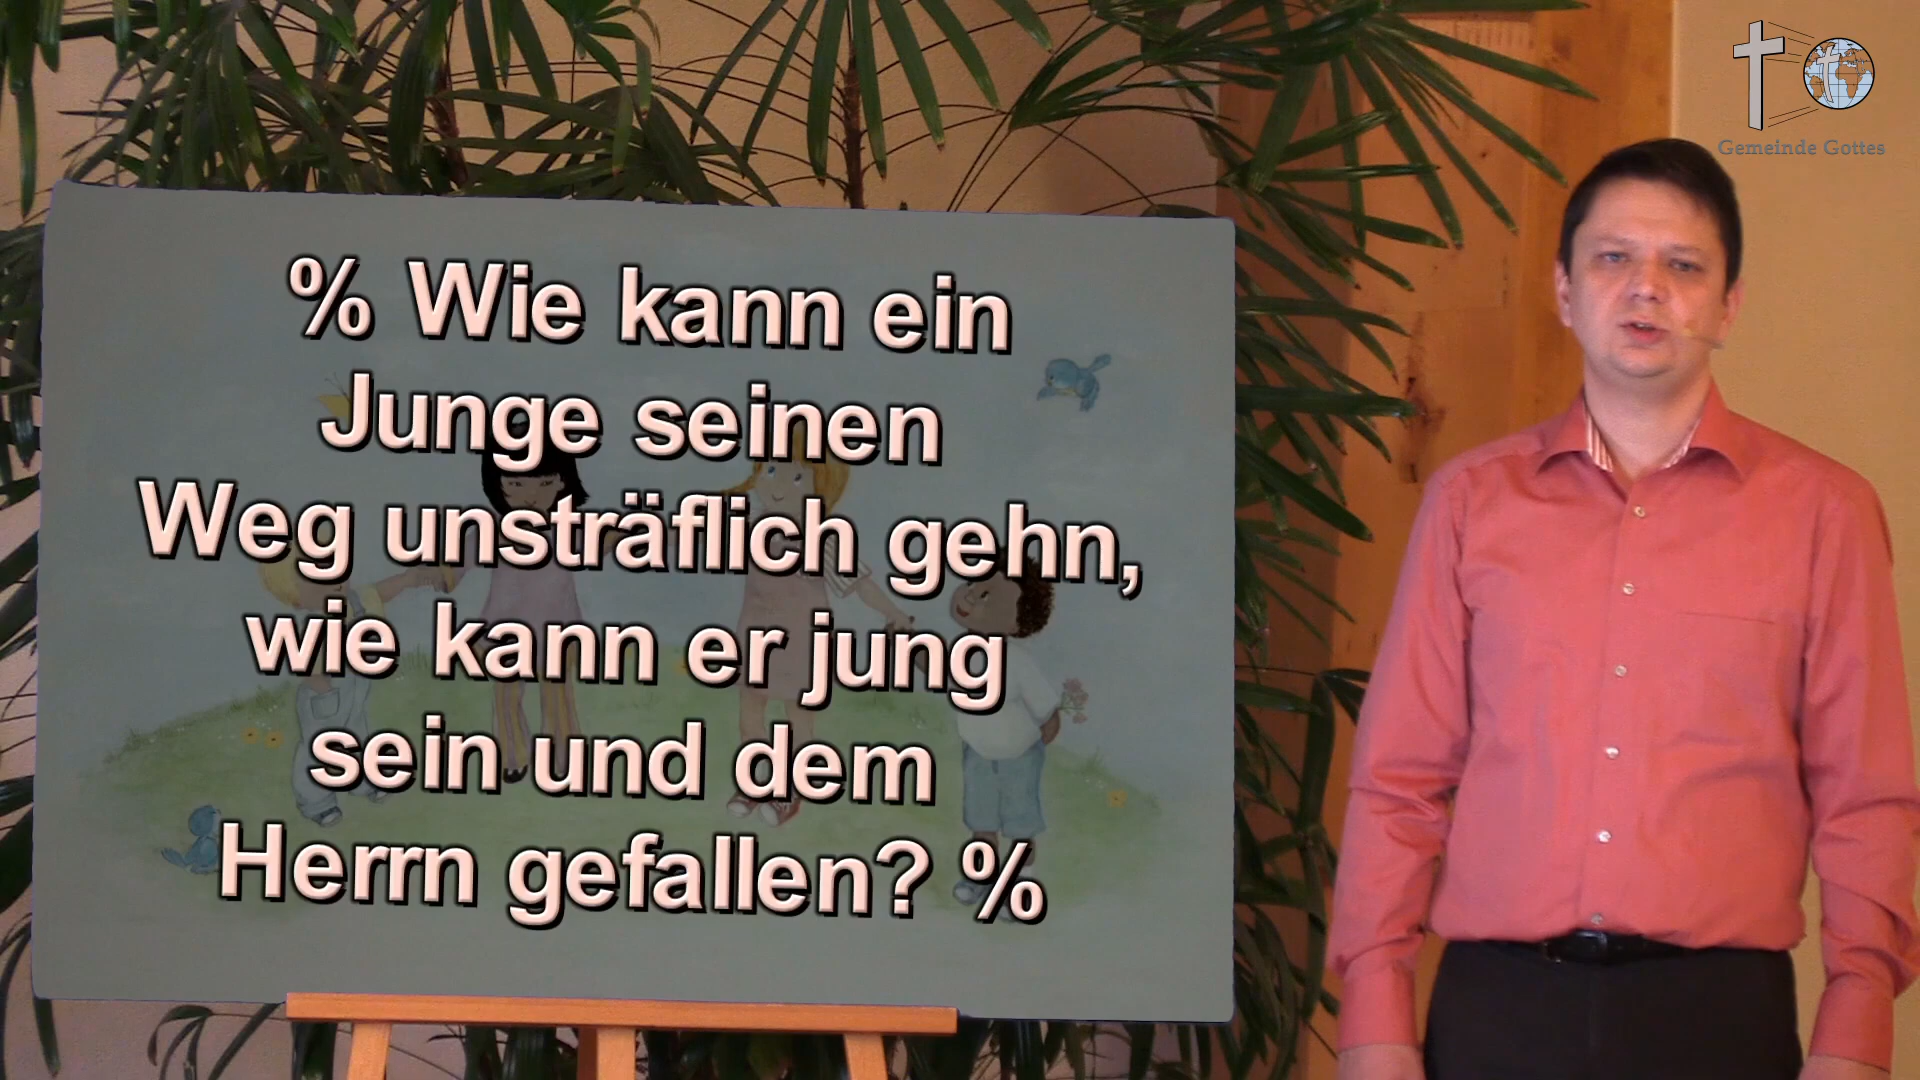 Gemeinde Gottes
% Wie kann ein
Junge seinen
Weg unsträflich gehn,
wie kann er jung
sein und dem
Herrn gefallen? %